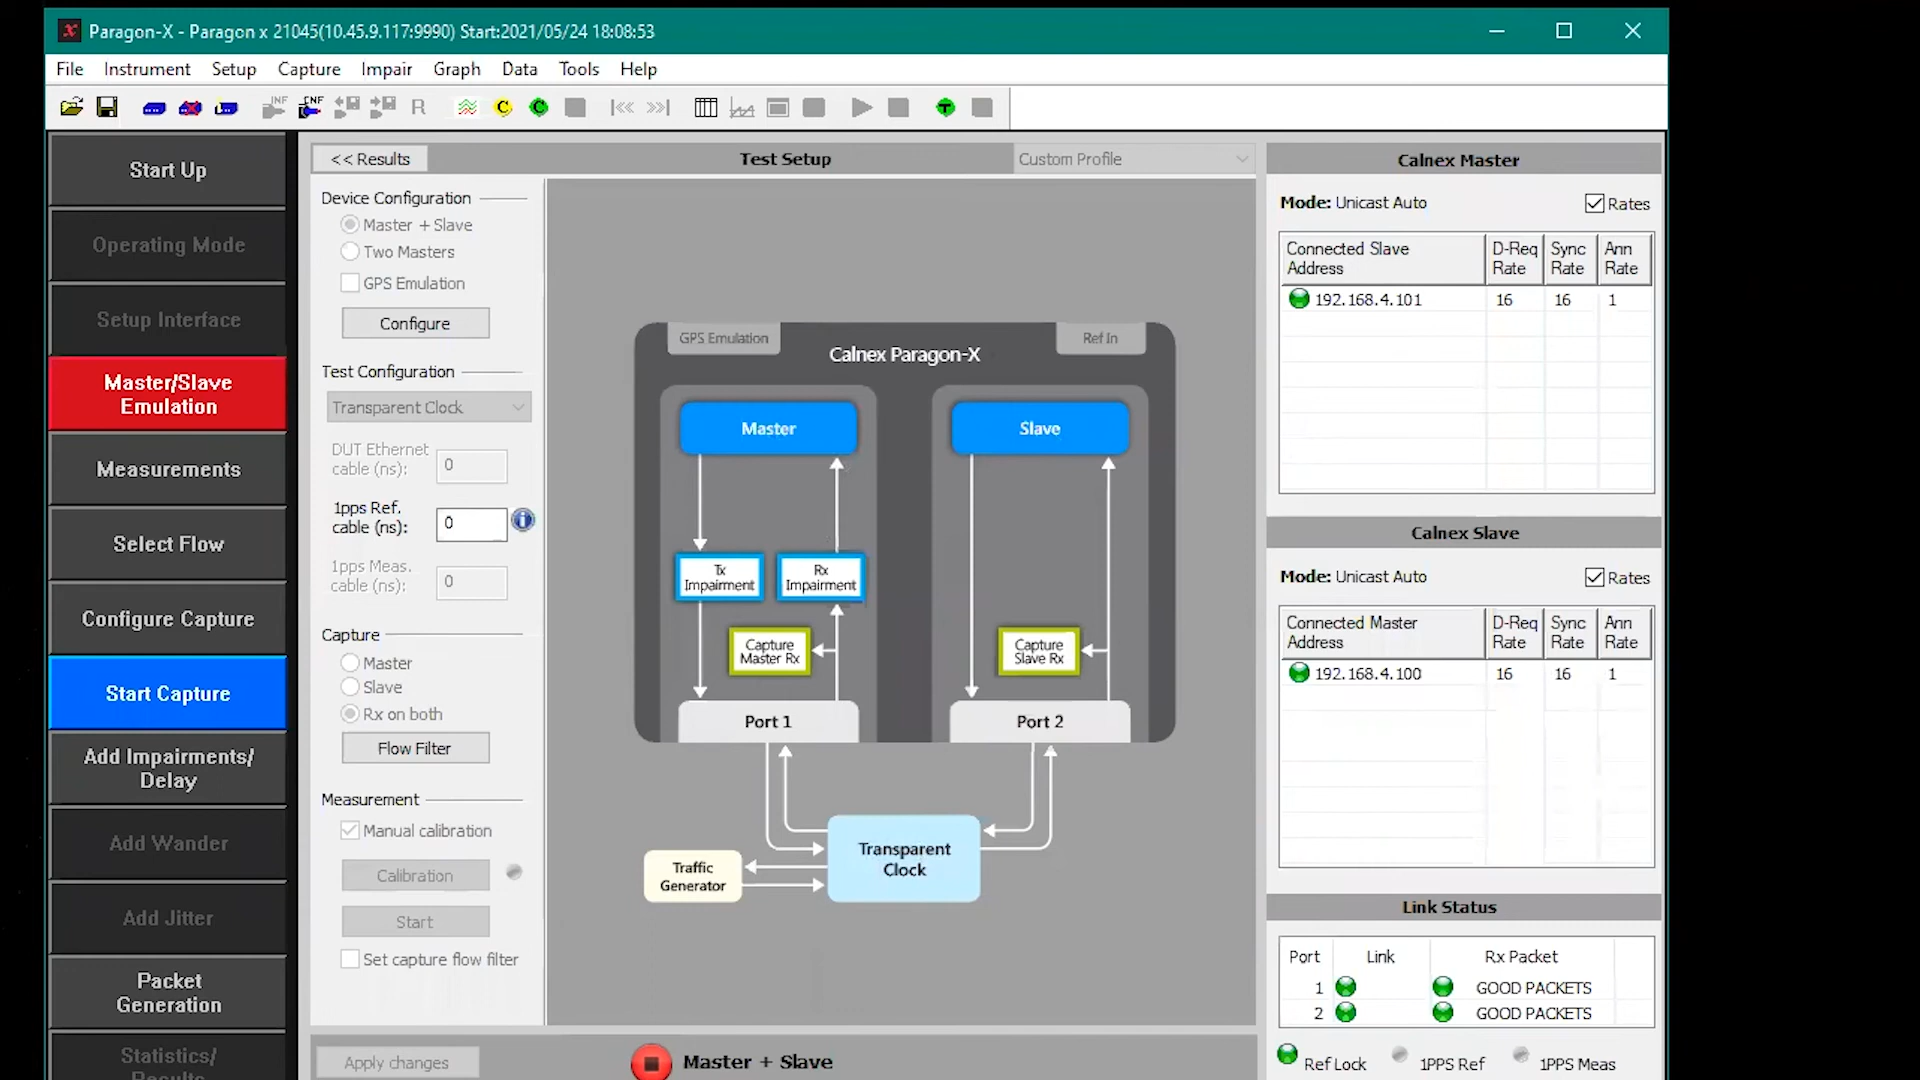 Paragon-X - Paragon x 21045(10.45.9.117:9990) Start:2021/05/24 18:08:53
File Instrument Setup Capture Impair Graph Data Tools Help
INF CNF R C C T
Start Up
Operating Mode
Setup Interface
Master/Slave
Emulation
Measurements
Select Flow
Configure Capture
Start Capture
Add Impairments/
Delay
Add Wander
Add Jitter
Packet
Generation
Statistics/
Results
<< Results
Test Setup
Custom Profile
Device Configuration
Master + Slave
Two Masters
GPS Emulation
Configure
Test Configuration
Transparent Clock
DUT Ethernet
cable (ns): 0
1pps Ref.
cable (ns): 0
1pps Meas.
cable (ns): 0
Capture
Master
Slave
Rx on both
Flow Filter
Measurement
Manual calibration
Calibration
Start
Set capture flow filter
Apply changes
GPS Emulation
Ref In
Calnex Paragon-X
Master
Slave
Tx
Impairment
Rx
Impairment
Capture
Master Rx
Capture
Slave Rx
Port 1
Port 2
Transparent
Clock
Traffic
Generator
Master + Slave
Calnex Master
Mode: Unicast Auto
Rates
Connected Slave
Address
D-Req
Rate
Sync
Rate
Ann
Rate
192.168.4.101 16 16 1
Calnex Slave
Mode: Unicast Auto
Rates
Connected Master
Address
D-Req
Rate
Sync
Rate
Ann
Rate
192.168.4.100 16 16 1
Link Status
Port Link Rx Packet
1 GOOD PACKETS
2 GOOD PACKETS
Ref Lock 1PPS Ref 1PPS Meas